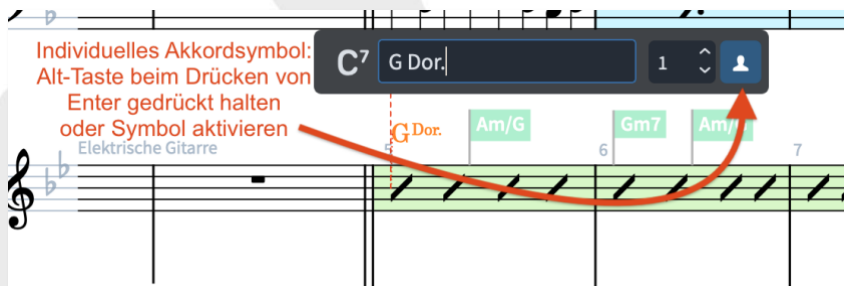 Individuelles Akkordsymbol:
Alt-Taste beim Drücken von
Enter gedrückt halten
oder Symbol aktivieren
C7 G Dor. 1
G Dor. Am/G Gm7
Elektrische Gitarre
6 7